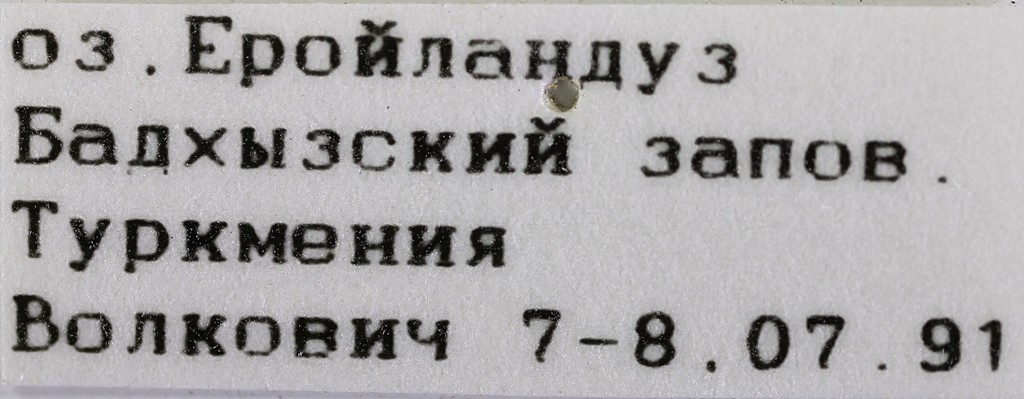 оз.Еройландуз
Бадхызский запов.
Туркмения
Волкович 7-8.07.91